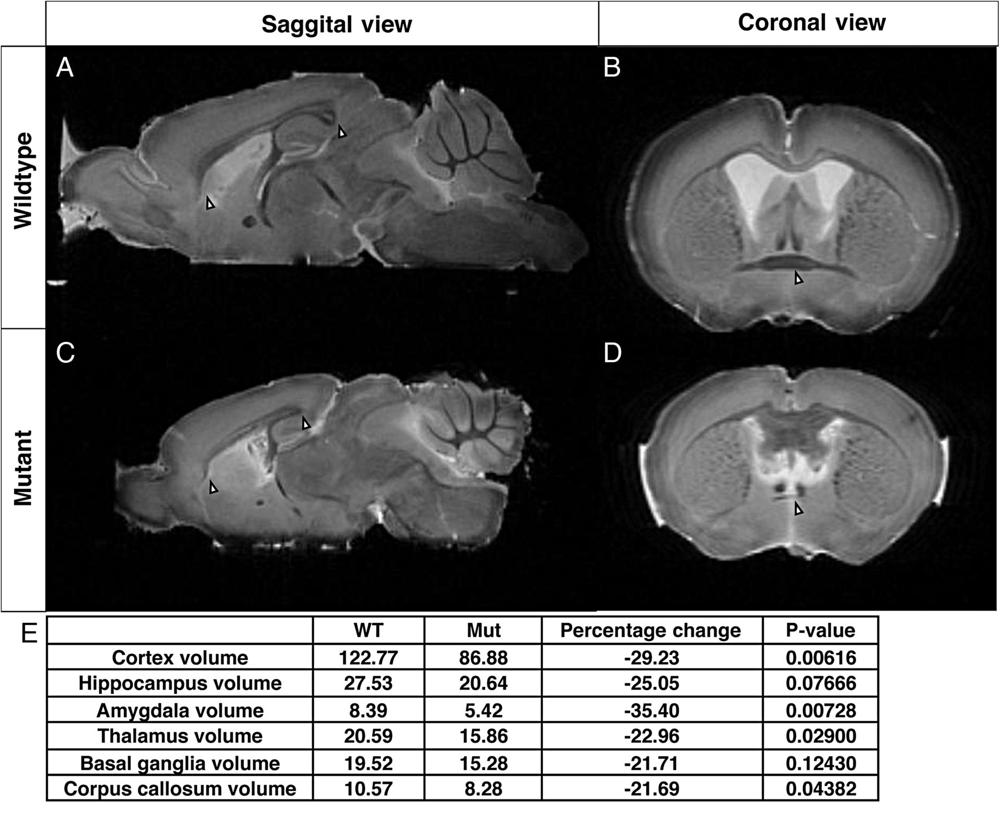 Saggital view
Coronal view
Wildtype
A
B
Mutant
C
D
E
WT Mut Percentage change P-value
Cortex volume 122.77 86.88 -29.23 0.00616
Hippocampus volume 27.53 20.64 -25.05 0.07666
Amygdala volume 8.39 5.42 -35.40 0.00728
Thalamus volume 20.59 15.86 -22.96 0.02900
Basal ganglia volume 19.52 15.28 -21.71 0.12430
Corpus callosum volume 10.57 8.28 -21.69 0.04382